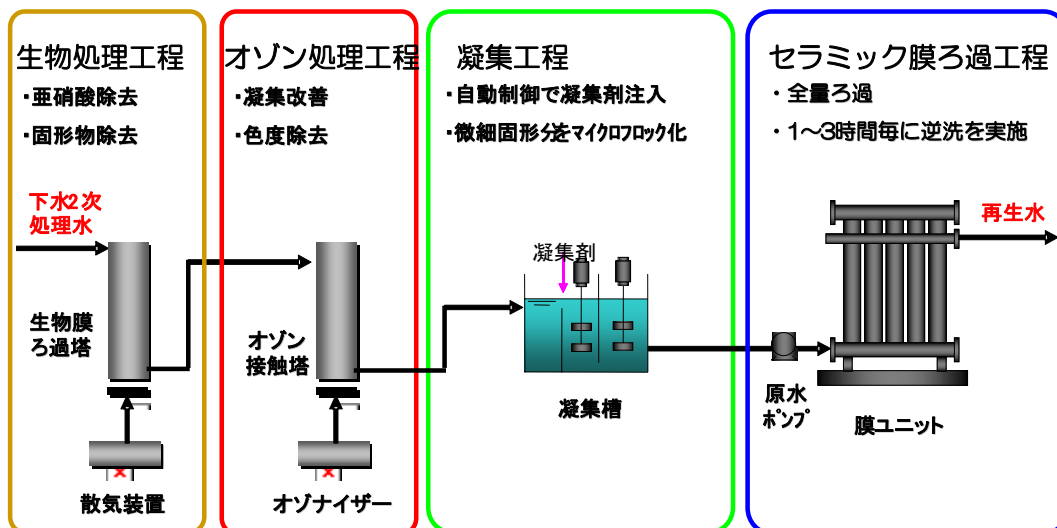 生物処理工程
・亜硝酸除去
・固形物除去
下水2次
処理水
生物膜
ろ過塔
散気装置
オゾン処理工程
・凝集改善
・色度除去
オゾン
接触塔
オゾナイザー
凝集工程
・自動制御で凝集剤注入
・微細固形分をマイクロフロック化
凝集剤
凝集槽
セラミック膜ろ過工程
・全量ろ過
・1～3時間毎に逆洗を実施
再生水
原水
ポンプ
膜ユニット